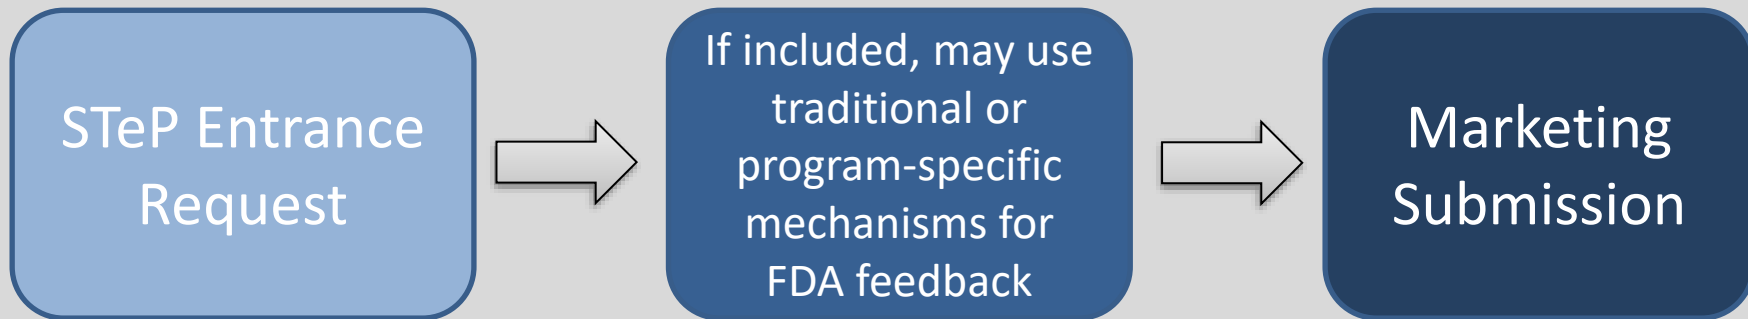 STeP Entrance
Request
If included, may use
traditional or
program-specific
mechanisms for
FDA feedback
Marketing
Submission